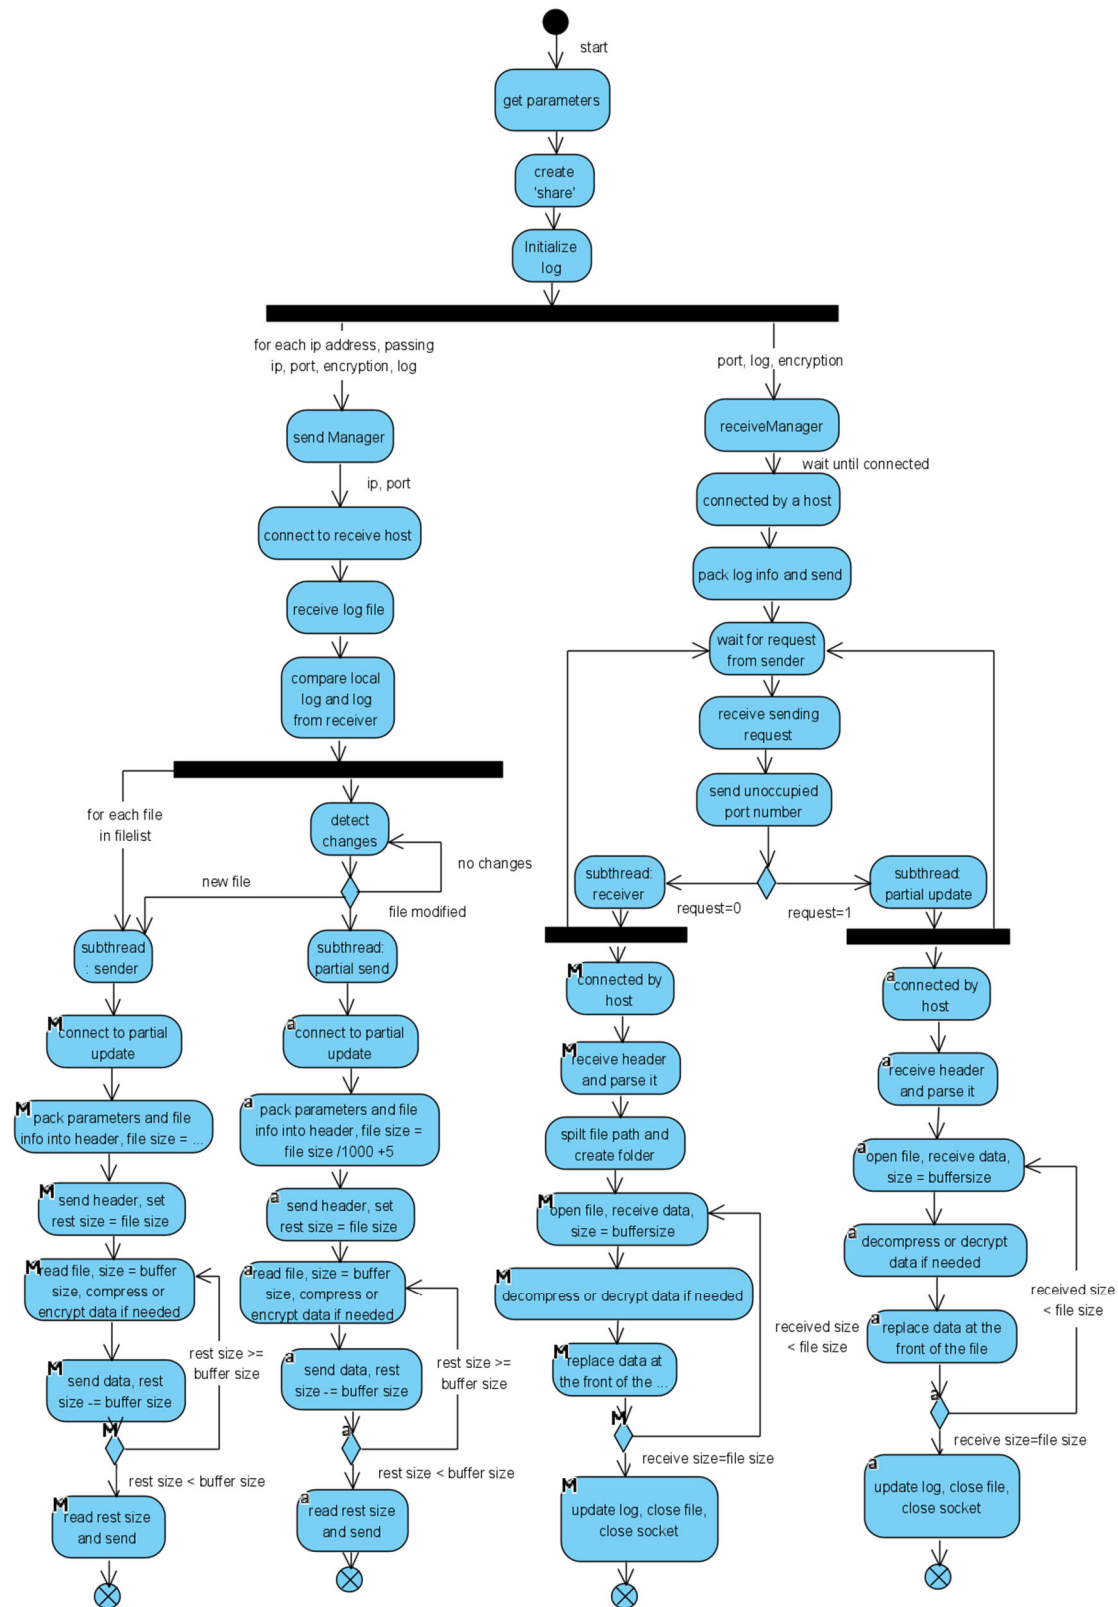 start
get parameters
create
'share'
Initialize
log
for each ip address, passing
ip, port, encryption, log
send Manager
ip, port
connect to receive host
receive log file
compare local
log and log
from receiver
for each file
in filelist
detect
changes
no changes
new file
file modified
subthread
: sender
subthread:
partial send
M
connect to partial
update
a
connect to partial
update
M
pack parameters and file
info into header, file size = ...
a
pack parameters and file
info into header, file size =
file size /1000 +5
M
send header, set
rest size = file size
a
send header, set
rest size = file size
M
read file, size = buffer
size, compress or
encrypt data if needed
a
read file, size = buffer
size, compress or
encrypt data if needed
rest size >=
buffer size
rest size >=
buffer size
M
send data, rest
size -= buffer size
a
send data, rest
size -= buffer size
M
a
rest size < buffer size
rest size < buffer size
M
read rest size
and send
a
read rest size
and send
port, log, encryption
receiveManager
wait until connected
connected by a host
pack log info and send
wait for request
from sender
receive sending
request
send unoccupied
port number
subthread:
receiver
subthread:
partial update
request=0
request=1
M
connected by
host
a
connected by
host
M
receive header
and parse it
a
receive header
and parse it
spilt file path and
create folder
M
open file, receive data,
size = buffersize
a
open file, receive data,
size = buffersize
M
decompress or decrypt data if needed
a
decompress or decrypt
data if needed
received size
< file size
received size
< file size
M
replace data at
the front of the ...
a
replace data at the
front of the file
M
a
receive size=file size
receive size=file size
M
update log, close file,
close socket
a
update log, close file,
close socket